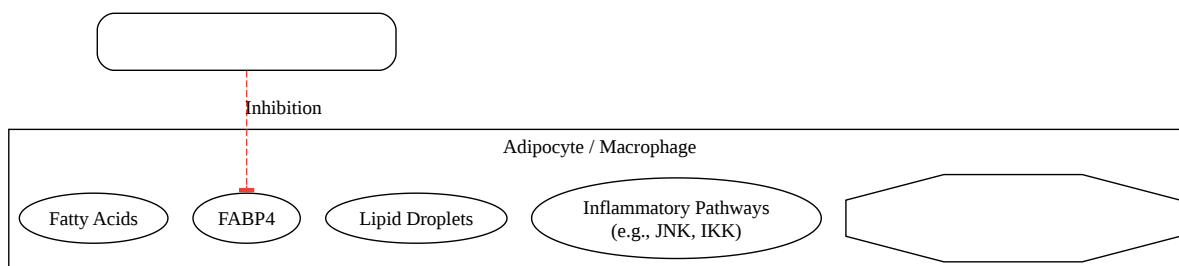 Inhibition
Adipocyte / Macrophage
Fatty Acids
FABP4
Lipid Droplets
Inflammatory Pathways
(e.g., JNK, IKK)